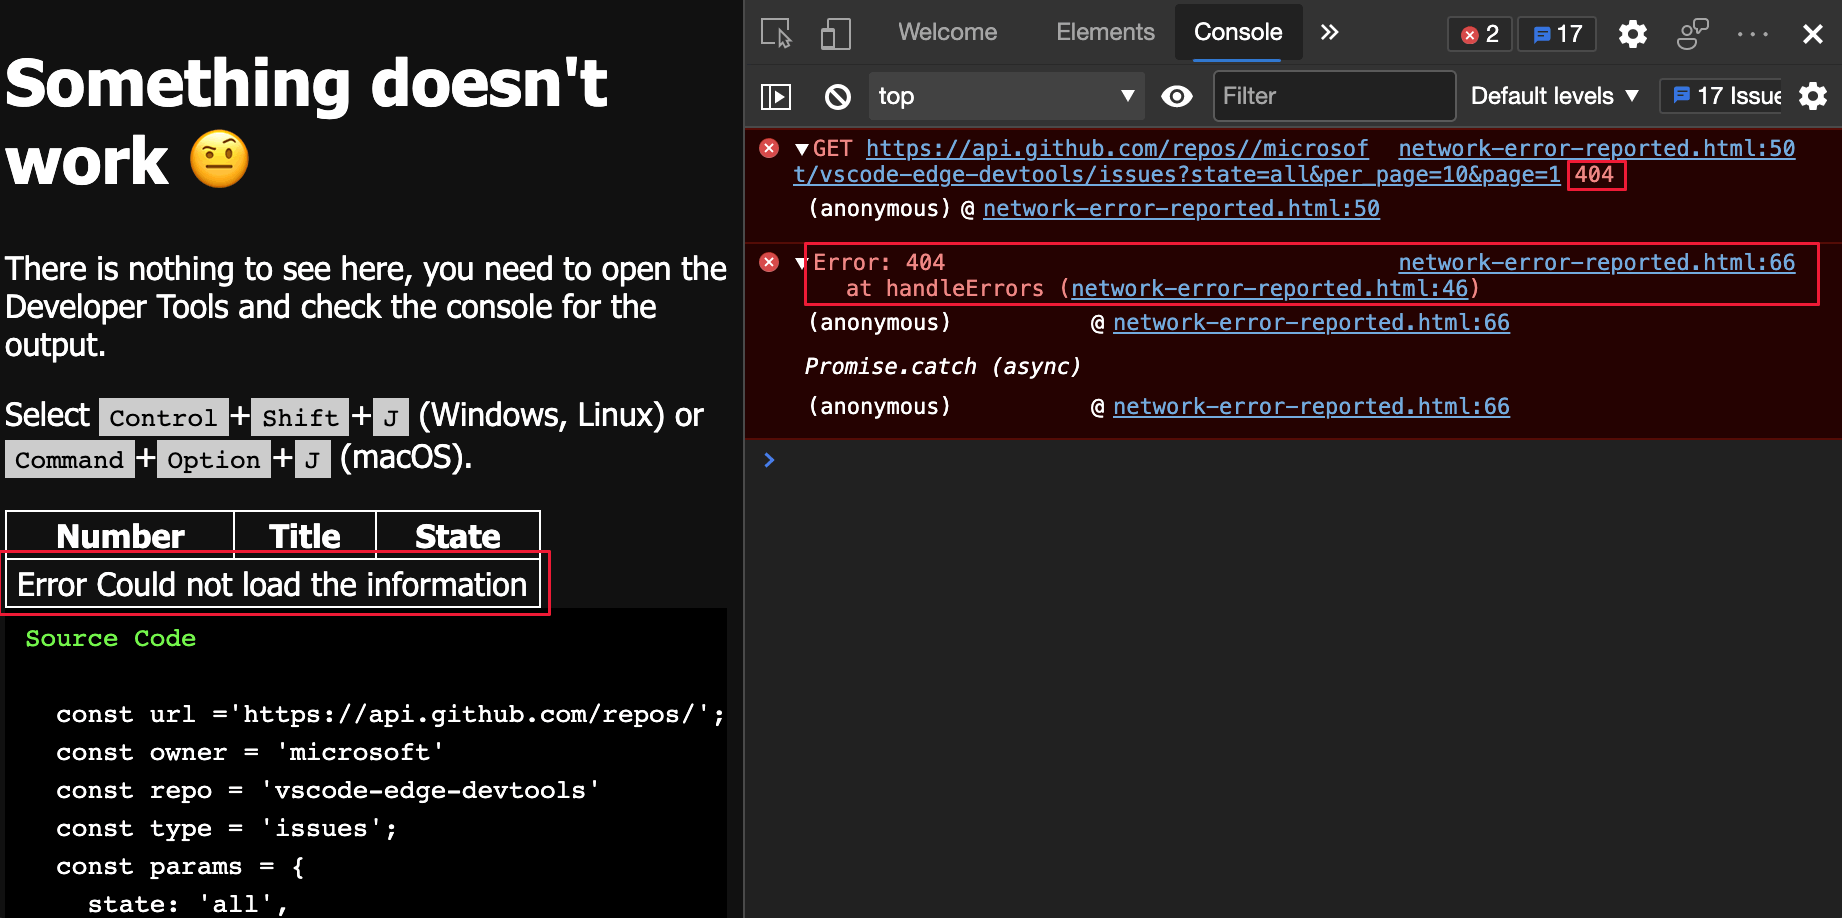 Something doesn't
work 🤨
There is nothing to see here, you need to open the
Developer Tools and check the console for the
output.
Select Control+Shift+J (Windows, Linux) or
Command+Option+J (macOS).
Number Title State
Error Could not load the information
Source Code
const url ='https://api.github.com/repos/';
const owner = 'microsoft'
const repo = 'vscode-edge-devtools'
const type = 'issues';
const params = {
state: 'all',
Welcome Elements Console 2 17
top Filter Default levels 17 Issue
GET https://api.github.com/repos//microsof network-error-reported.html:50
t/vscode-edge-devtools/issues?state=all&per_page=10&page=1 404
(anonymous) @ network-error-reported.html:50
Error: 404 network-error-reported.html:66
at handleErrors (network-error-reported.html:46)
(anonymous) @ network-error-reported.html:66
Promise.catch (async)
(anonymous) @ network-error-reported.html:66